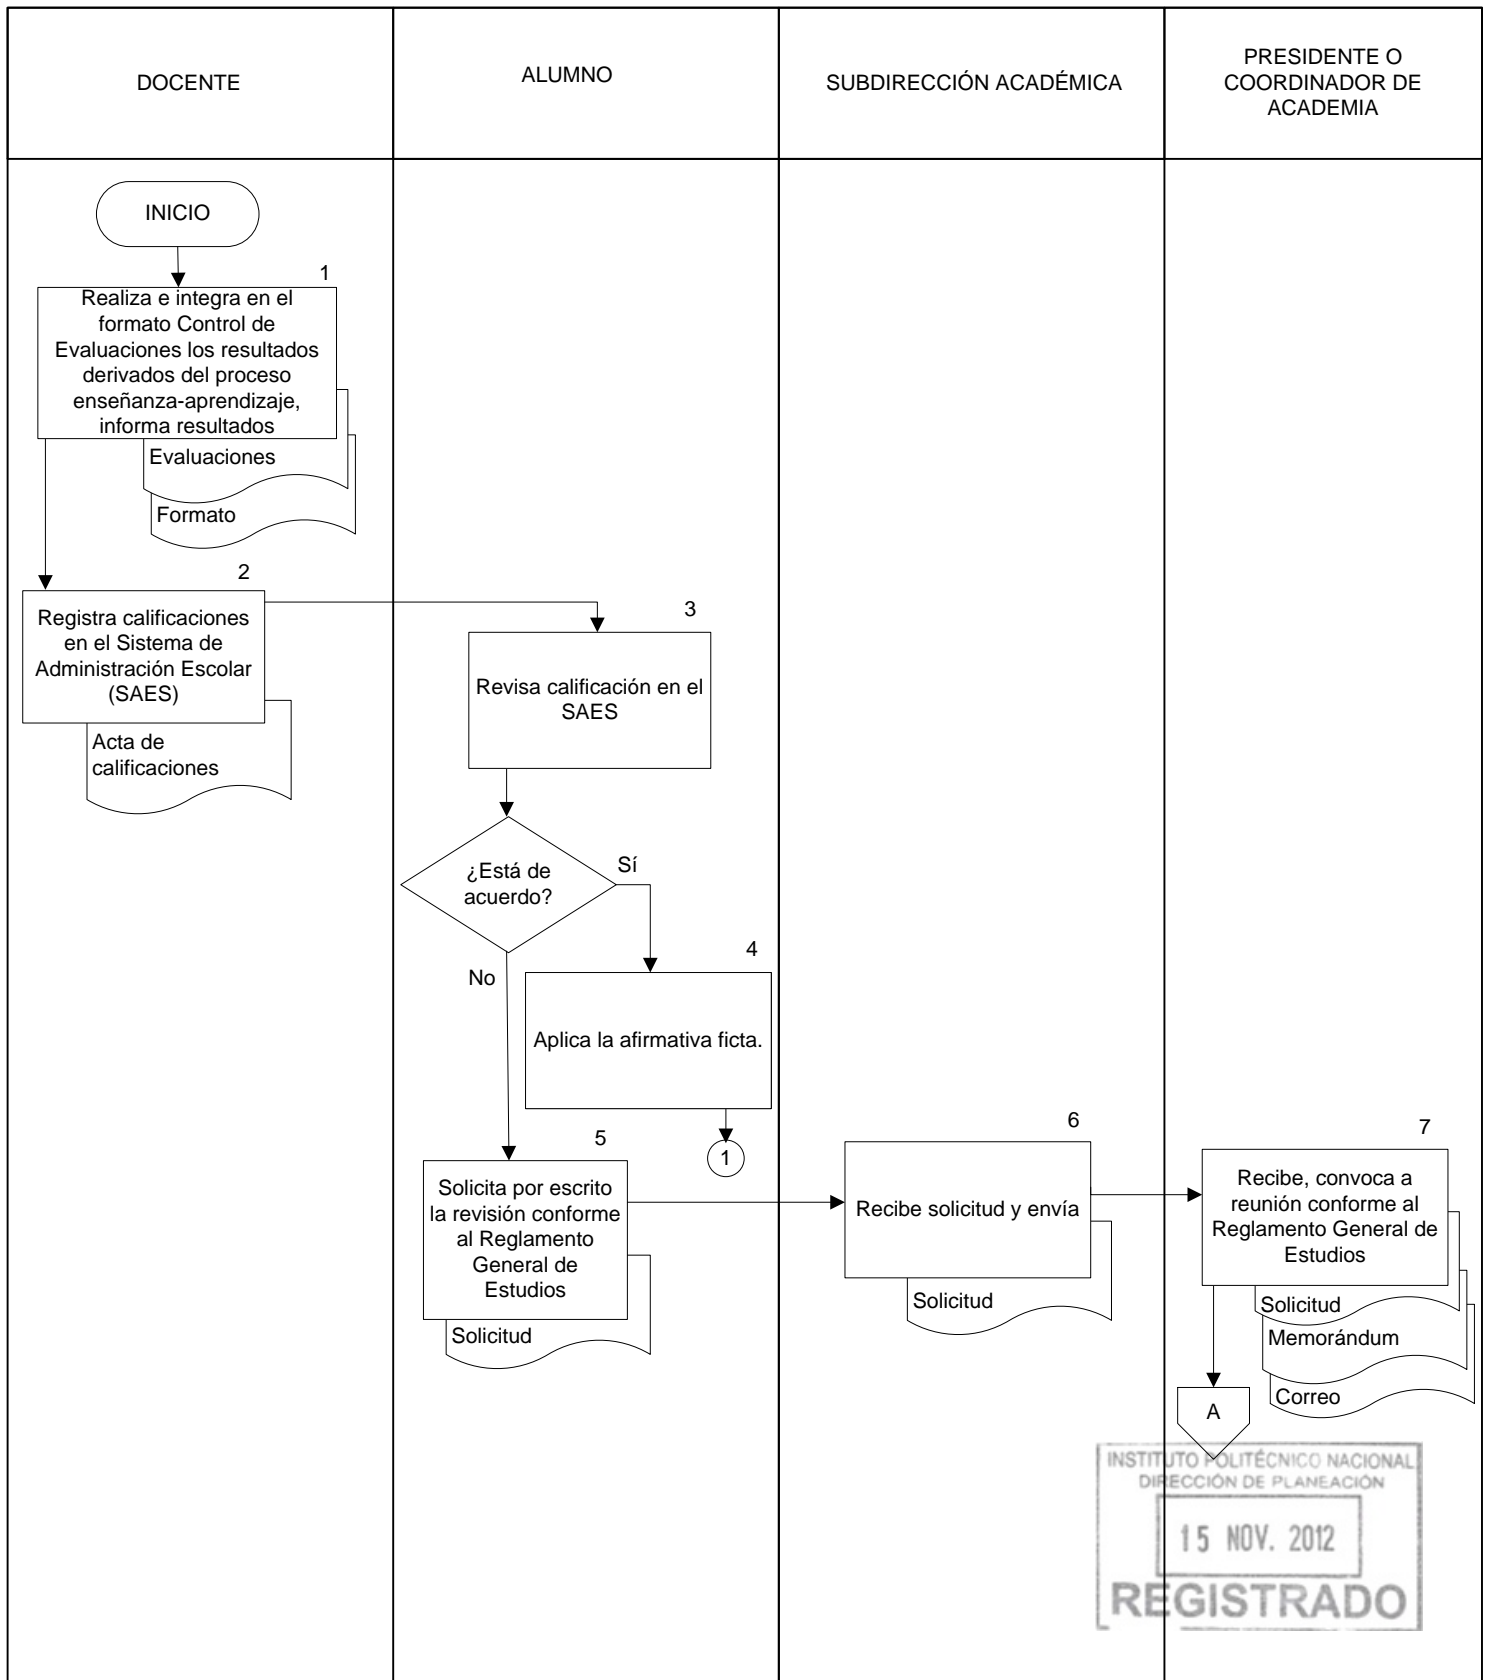 DOCENTE
ALUMNO
SUBDIRECCIÓN ACADÉMICA
PRESIDENTE O
COORDINADOR DE
ACADEMIA
INICIO
1
Realiza e integra en el
formato Control de
Evaluaciones los resultados
derivados del proceso
enseñanza-aprendizaje,
informa resultados
Evaluaciones
Formato
2
Registra calificaciones
en el Sistema de
Administración Escolar
(SAES)
Acta de
calificaciones
3
Revisa calificación en el
SAES
¿Está de
acuerdo?
Sí
No
4
Aplica la afirmativa ficta.
1
5
Solicita por escrito
la revisión conforme
al Reglamento
General de
Estudios
Solicitud
6
Recibe solicitud y envía
Solicitud
7
Recibe, convoca a
reunión conforme al
Reglamento General de
Estudios
Solicitud
Memorándum
Correo
A
INSTITUTO POLITÉCNICO NACIONAL
DIRECCIÓN DE PLANEACIÓN
15 NOV. 2012
REGISTRADO